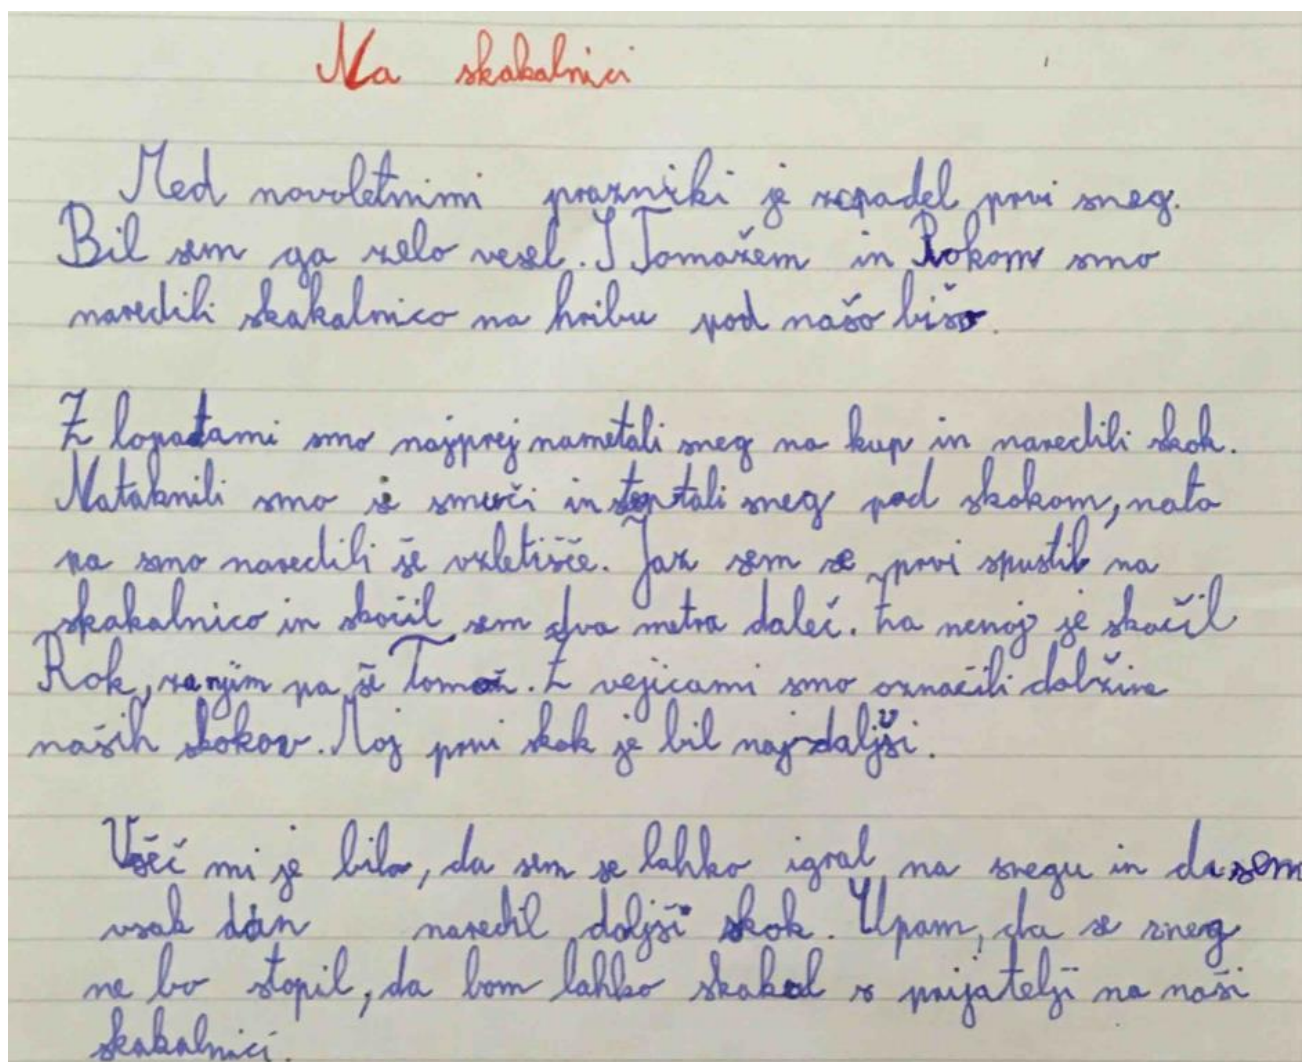 Na skakalnici
Med novoletnimi prazniki je zapadel prvi sneg.
Bil sem ga zelo vesel. S Tomažem in Rokom smo
naredili skakalnico na hribu pod našo hišo.
Z lopatami smo najprej nametali sneg na kup in naredili skok.
Nataknili smo si smuči in steptali sneg pod skokom, nato
pa smo naredili še vzletišče. Jaz sem se prvi spustil na
skakalnico in skočil sem dva metra daleč. Za menoj je skočil
Rok, za njim pa še Tomaž. Z vejicami smo označili dolžine
naših skokov. Moj prvi skok je bil najdaljši.
Všeč mi je bilo, da sem se lahko igral na snegu in da sem
vsak dan naredil daljši skok. Upam, da se sneg
ne bo stopil, da bom lahko skakal s prijatelji na naši
skakalnici.